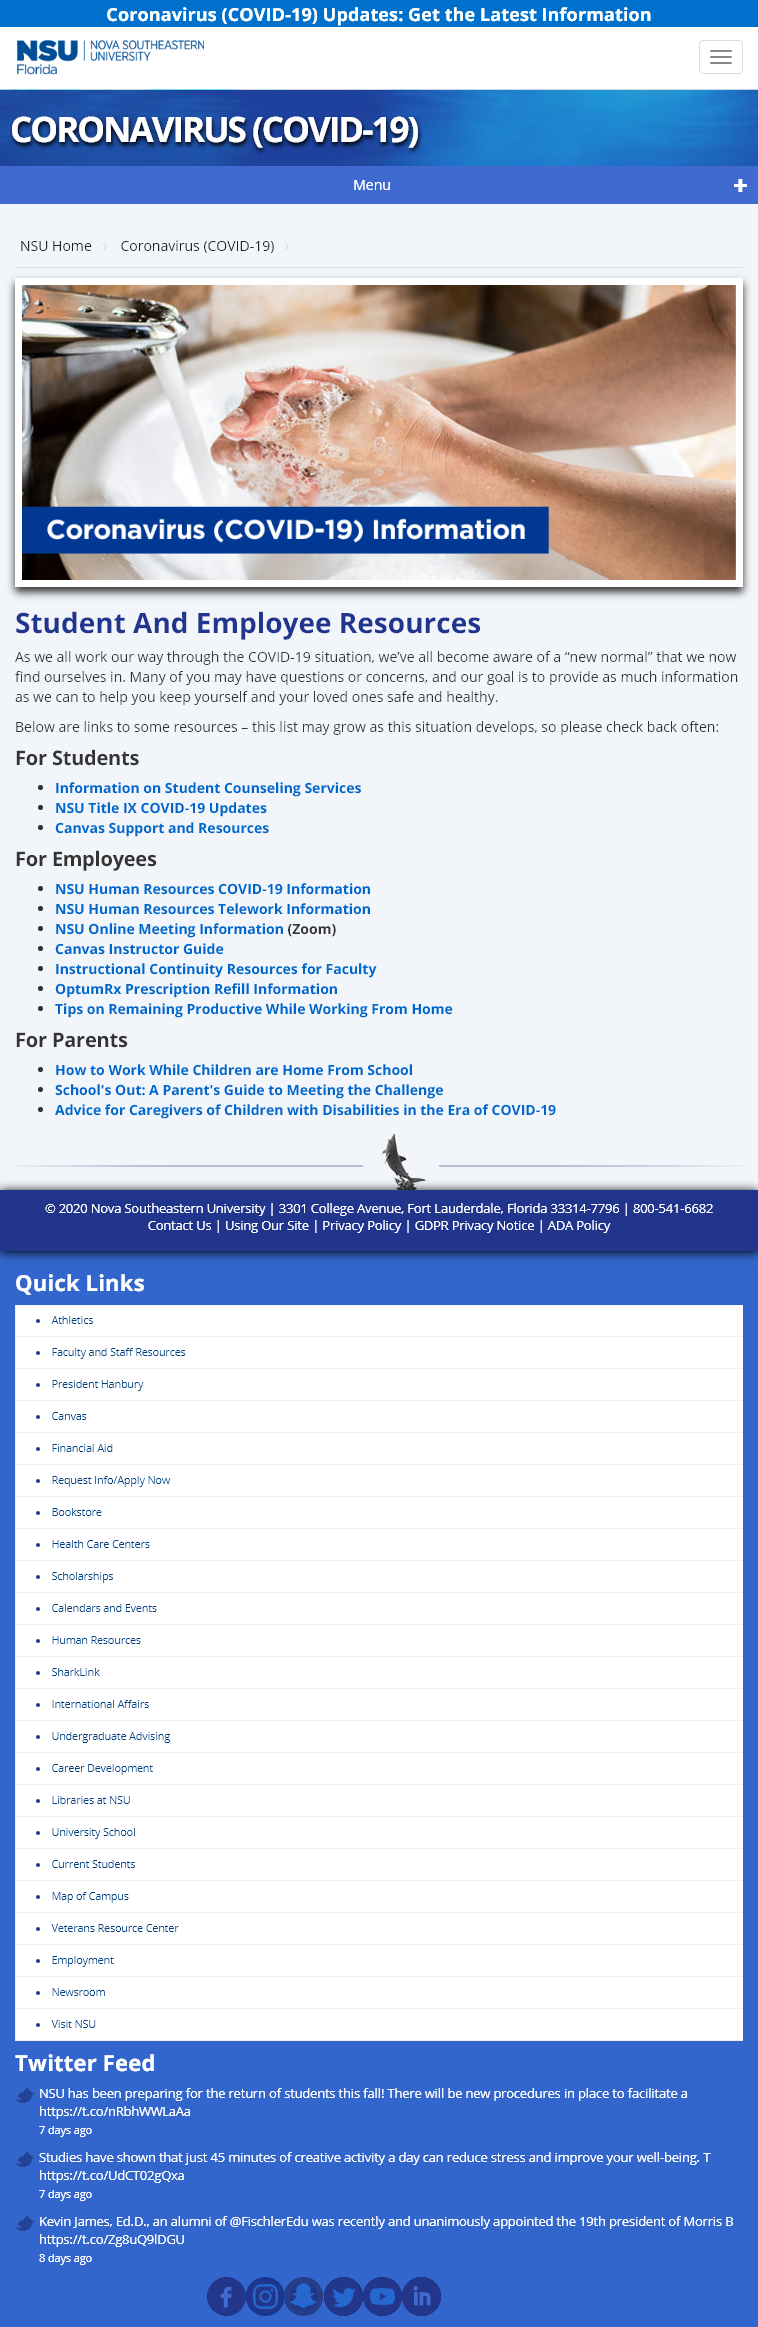 Coronavirus (COVID-19) Updates: Get the Latest Information
NSU NOVA SOUTHEASTERN
UNIVERSITY
Florida
CORONAVIRUS (COVID-19)
Menu
NSU Home > Coronavirus (COVID-19) >
Coronavirus (COVID-19) Information
Student And Employee Resources
As we all work our way through the COVID-19 situation, we’ve all become aware of a “new normal” that we now
find ourselves in. Many of you may have questions or concerns, and our goal is to provide as much information
as we can to help you keep yourself and your loved ones safe and healthy.
Below are links to some resources – this list may grow as this situation develops, so please check back often:
For Students
Information on Student Counseling Services
NSU Title IX COVID-19 Updates
Canvas Support and Resources
For Employees
NSU Human Resources COVID-19 Information
NSU Human Resources Telework Information
NSU Online Meeting Information (Zoom)
Canvas Instructor Guide
Instructional Continuity Resources for Faculty
OptumRx Prescription Refill Information
Tips on Remaining Productive While Working From Home
For Parents
How to Work While Children are Home From School
School's Out: A Parent's Guide to Meeting the Challenge
Advice for Caregivers of Children with Disabilities in the Era of COVID-19
© 2020 Nova Southeastern University | 3301 College Avenue, Fort Lauderdale, Florida 33314-7796 | 800-541-6682
Contact Us | Using Our Site | Privacy Policy | GDPR Privacy Notice | ADA Policy
Quick Links
Athletics
Faculty and Staff Resources
President Hanbury
Canvas
Financial Aid
Request Info/Apply Now
Bookstore
Health Care Centers
Scholarships
Calendars and Events
Human Resources
SharkLink
International Affairs
Undergraduate Advising
Career Development
Libraries at NSU
University School
Current Students
Map of Campus
Veterans Resource Center
Employment
Newsroom
Visit NSU
Twitter Feed
NSU has been preparing for the return of students this fall! There will be new procedures in place to facilitate a
https://t.co/nRbhWWLaAa
7 days ago
Studies have shown that just 45 minutes of creative activity a day can reduce stress and improve your well-being. T
https://t.co/UdCT02gQxa
7 days ago
Kevin James, Ed.D., an alumni of @FischlerEdu was recently and unanimously appointed the 19th president of Morris B
https://t.co/Zg8uQ9lDGU
8 days ago